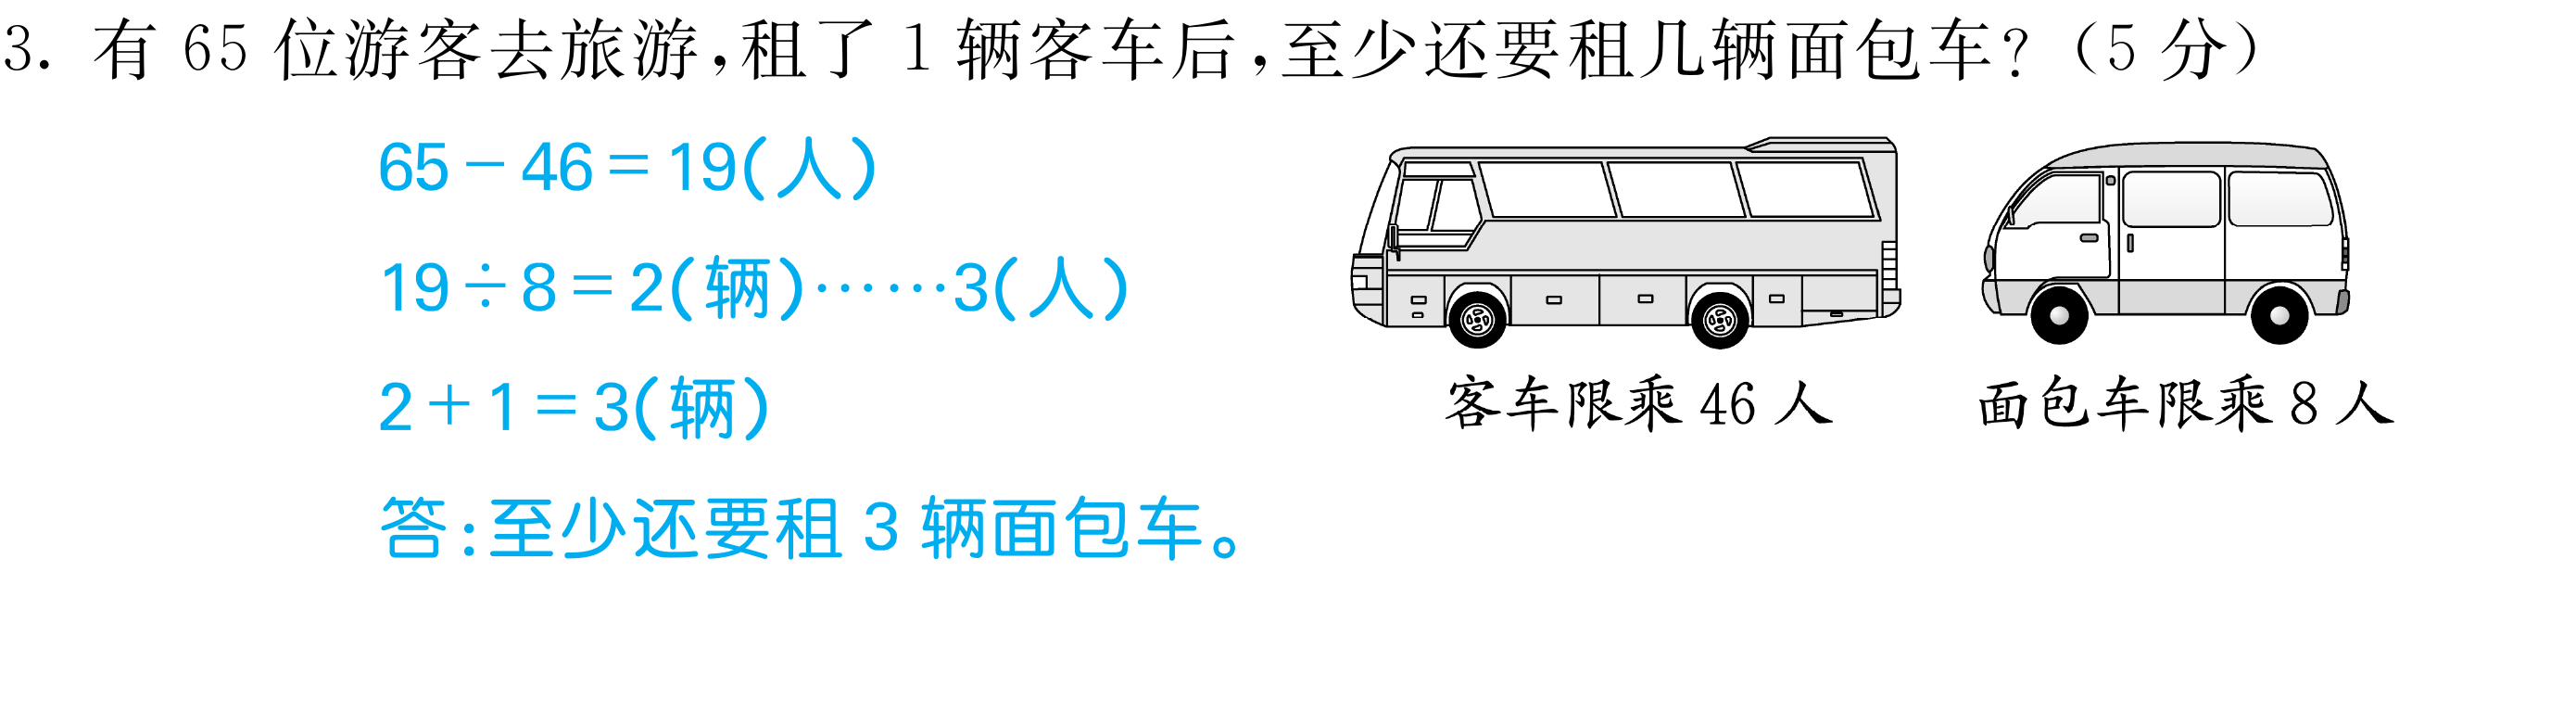 3. 有 65 位游客去旅游,租了 1 辆客车后,至少还要租几辆面包车?(5 分)
65－46＝19(人)
19÷8＝2(辆)……3(人)
2＋1＝3(辆)
客车限乘 46 人 面包车限乘 8 人
答:至少还要租 3 辆面包车。